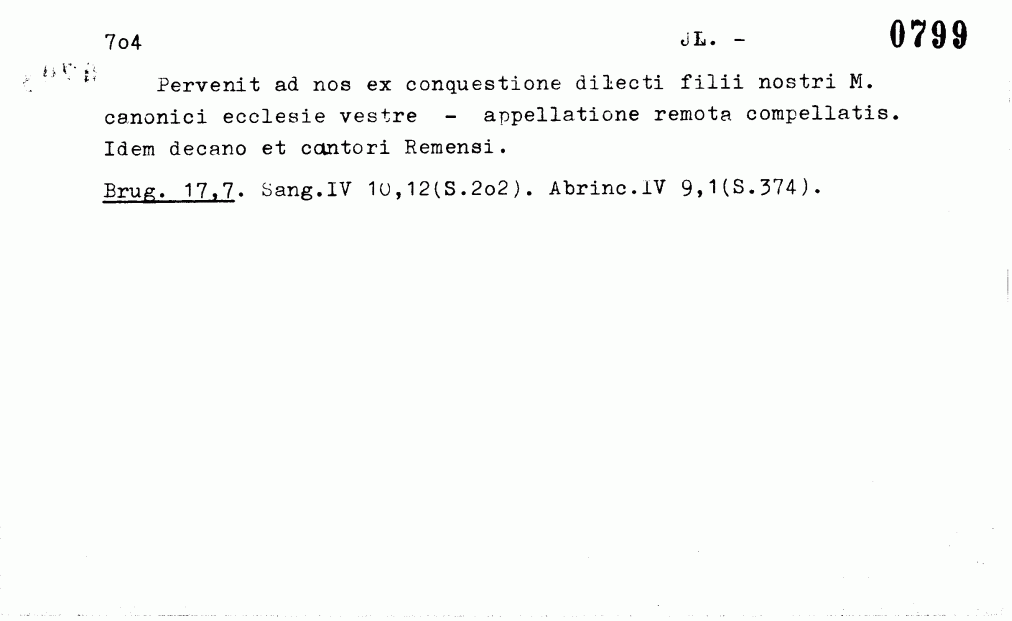 7o4 JL. - 0799
Pervenit ad nos ex conquestione dilecti filii nostri M.
canonici ecclesie vestre - appellatione remota compellatis.
Idem decano et cantori Remensi.
Brug. 17,7. Sang.IV 10,12(S.2o2). Abrinc.IV 9,1(S.374).